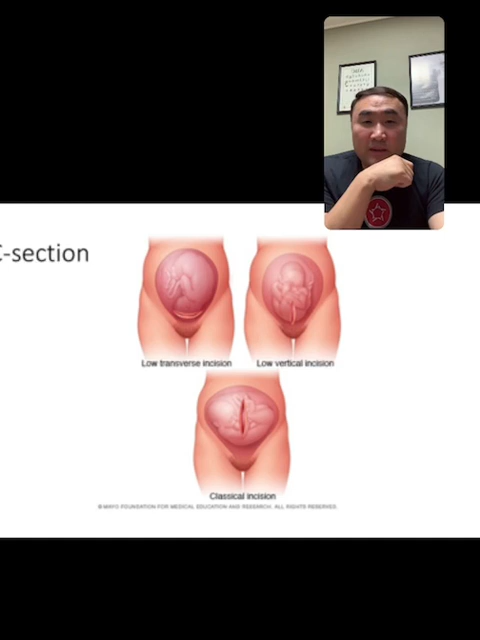 C-section
Low transverse incision
Low vertical incision
Classical incision
© MAYO FOUNDATION FOR MEDICAL EDUCATION AND RESEARCH. ALL RIGHTS RESERVED.